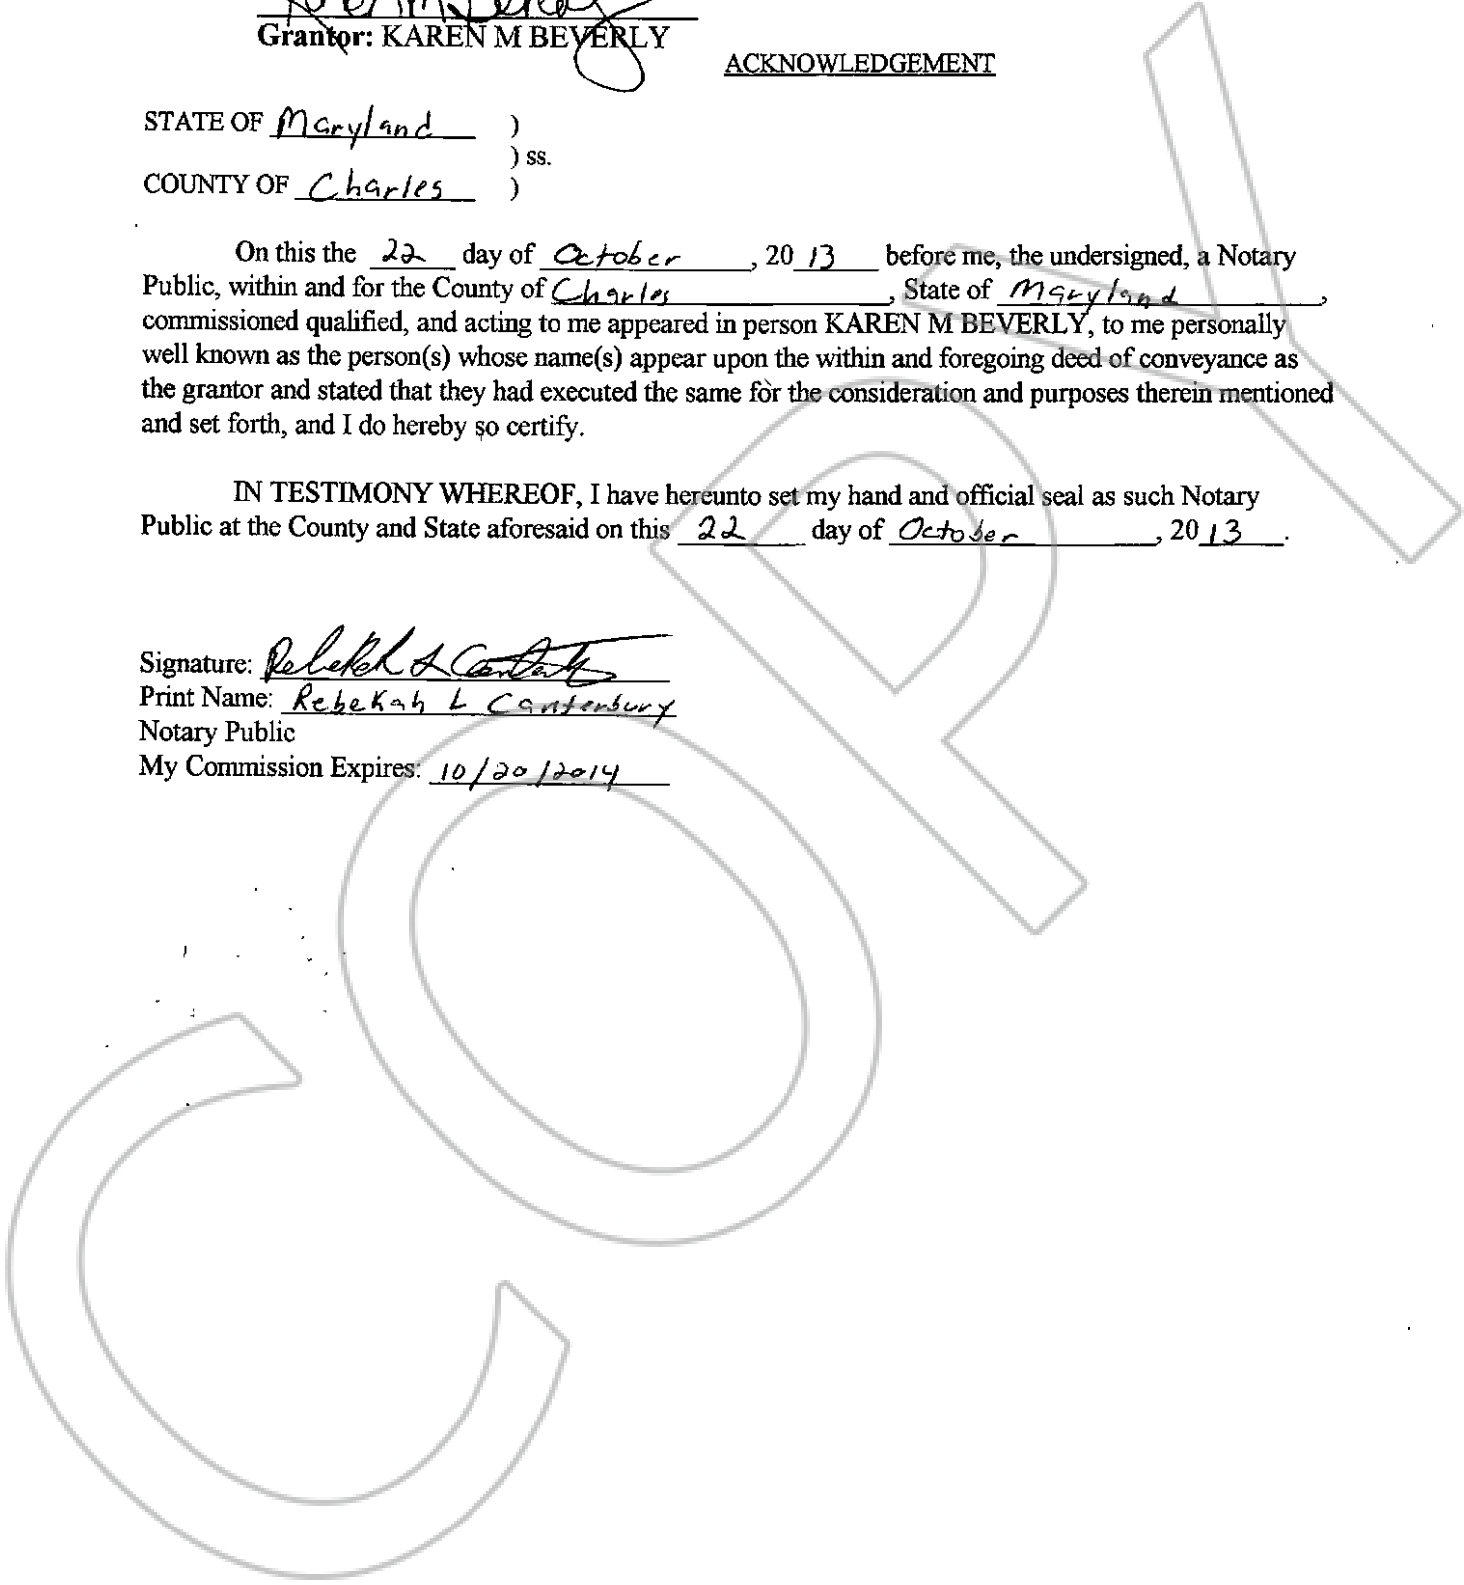 Karen M Beverly
Grantor: KAREN M BEVERLY
ACKNOWLEDGEMENT
STATE OF Maryland )
) ss.
COUNTY OF Charles )
On this the 22 day of October, 20 13 before me, the undersigned, a Notary
Public, within and for the County of Charles, State of Maryland,
commissioned qualified, and acting to me appeared in person KAREN M BEVERLY, to me personally
well known as the person(s) whose name(s) appear upon the within and foregoing deed of conveyance as
the grantor and stated that they had executed the same for the consideration and purposes therein mentioned
and set forth, and I do hereby so certify.
IN TESTIMONY WHEREOF, I have hereunto set my hand and official seal as such Notary
Public at the County and State aforesaid on this 22 day of October, 20 13.
Signature: Rebekah L Canterbury
Print Name: Rebekah L Canterbury
Notary Public
My Commission Expires: 10/20/2014
COPY